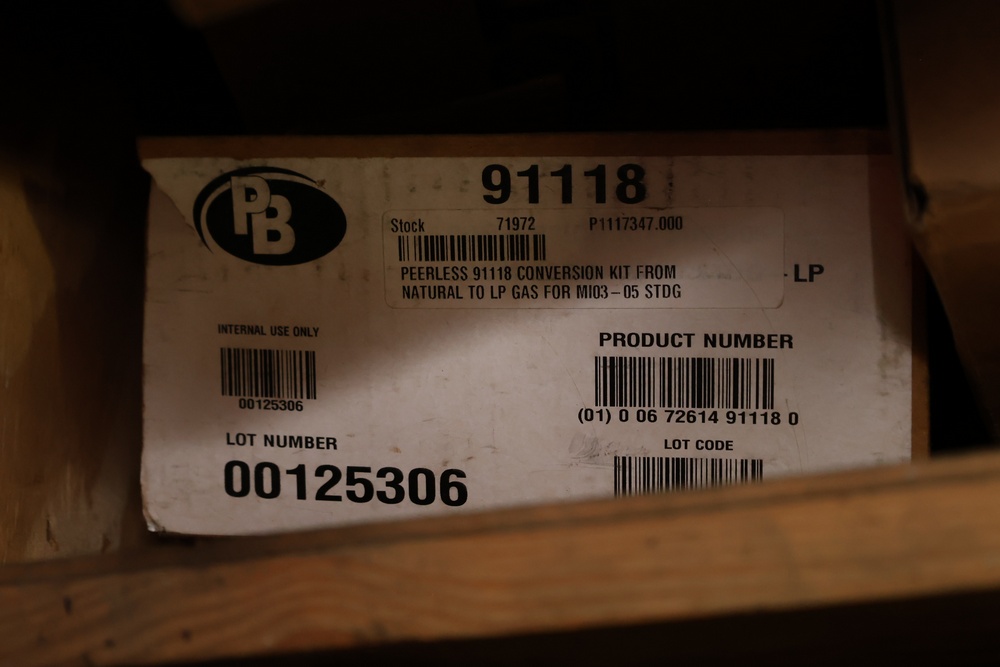 PB
91118
Stock 71972 P1117347.000
PEERLESS 91118 CONVERSION KIT FROM
NATURAL TO LP GAS FOR MI03-05 STDG
- LP
INTERNAL USE ONLY
00125306
PRODUCT NUMBER
(01) 0 06 72614 91118 0
LOT NUMBER
00125306
LOT CODE